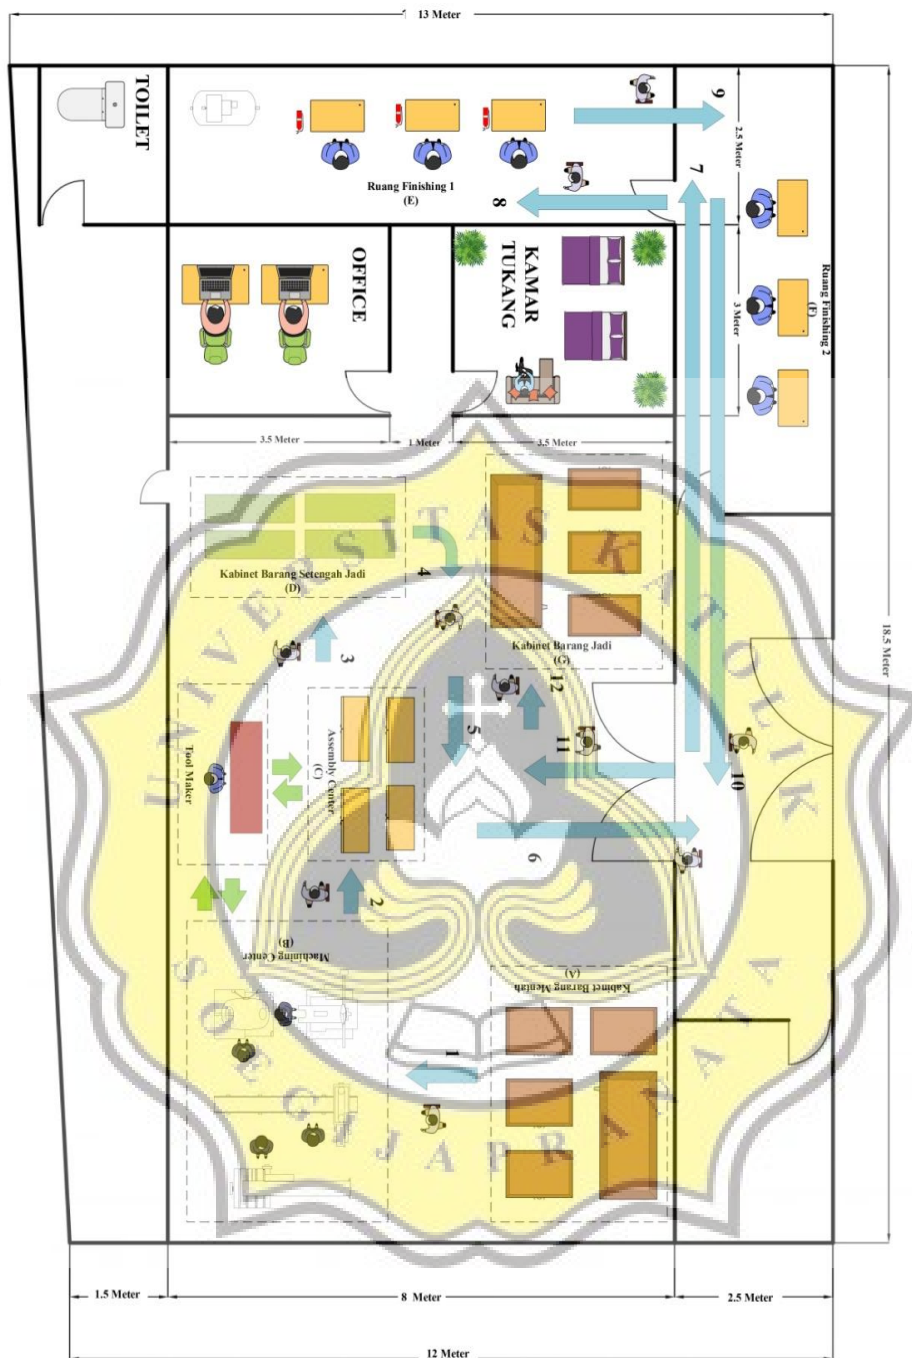 13 Meter
TOILET
9
2.5 Meter
7
Ruang Finishing 1
(E)
8
OFFICE
KAMAR
TUKANG
Ruang Finishing 2
(F)
3 Meter
3.5 Meter
1 Meter
3.5 Meter
Kabinet Barang Setengah Jadi
(D)
4
Kabinet Barang Jadi
(G)
18.5 Meter
3
12
5
11
10
Tool Maker
Assembly Center
(C)
6
2
Machining Center
(B)
Kabinet Barang Mentah
(A)
1
UNIVERSITAS KATOLIK
SOEGIJAPRANATA
1.5 Meter
8 Meter
2.5 Meter
12 Meter